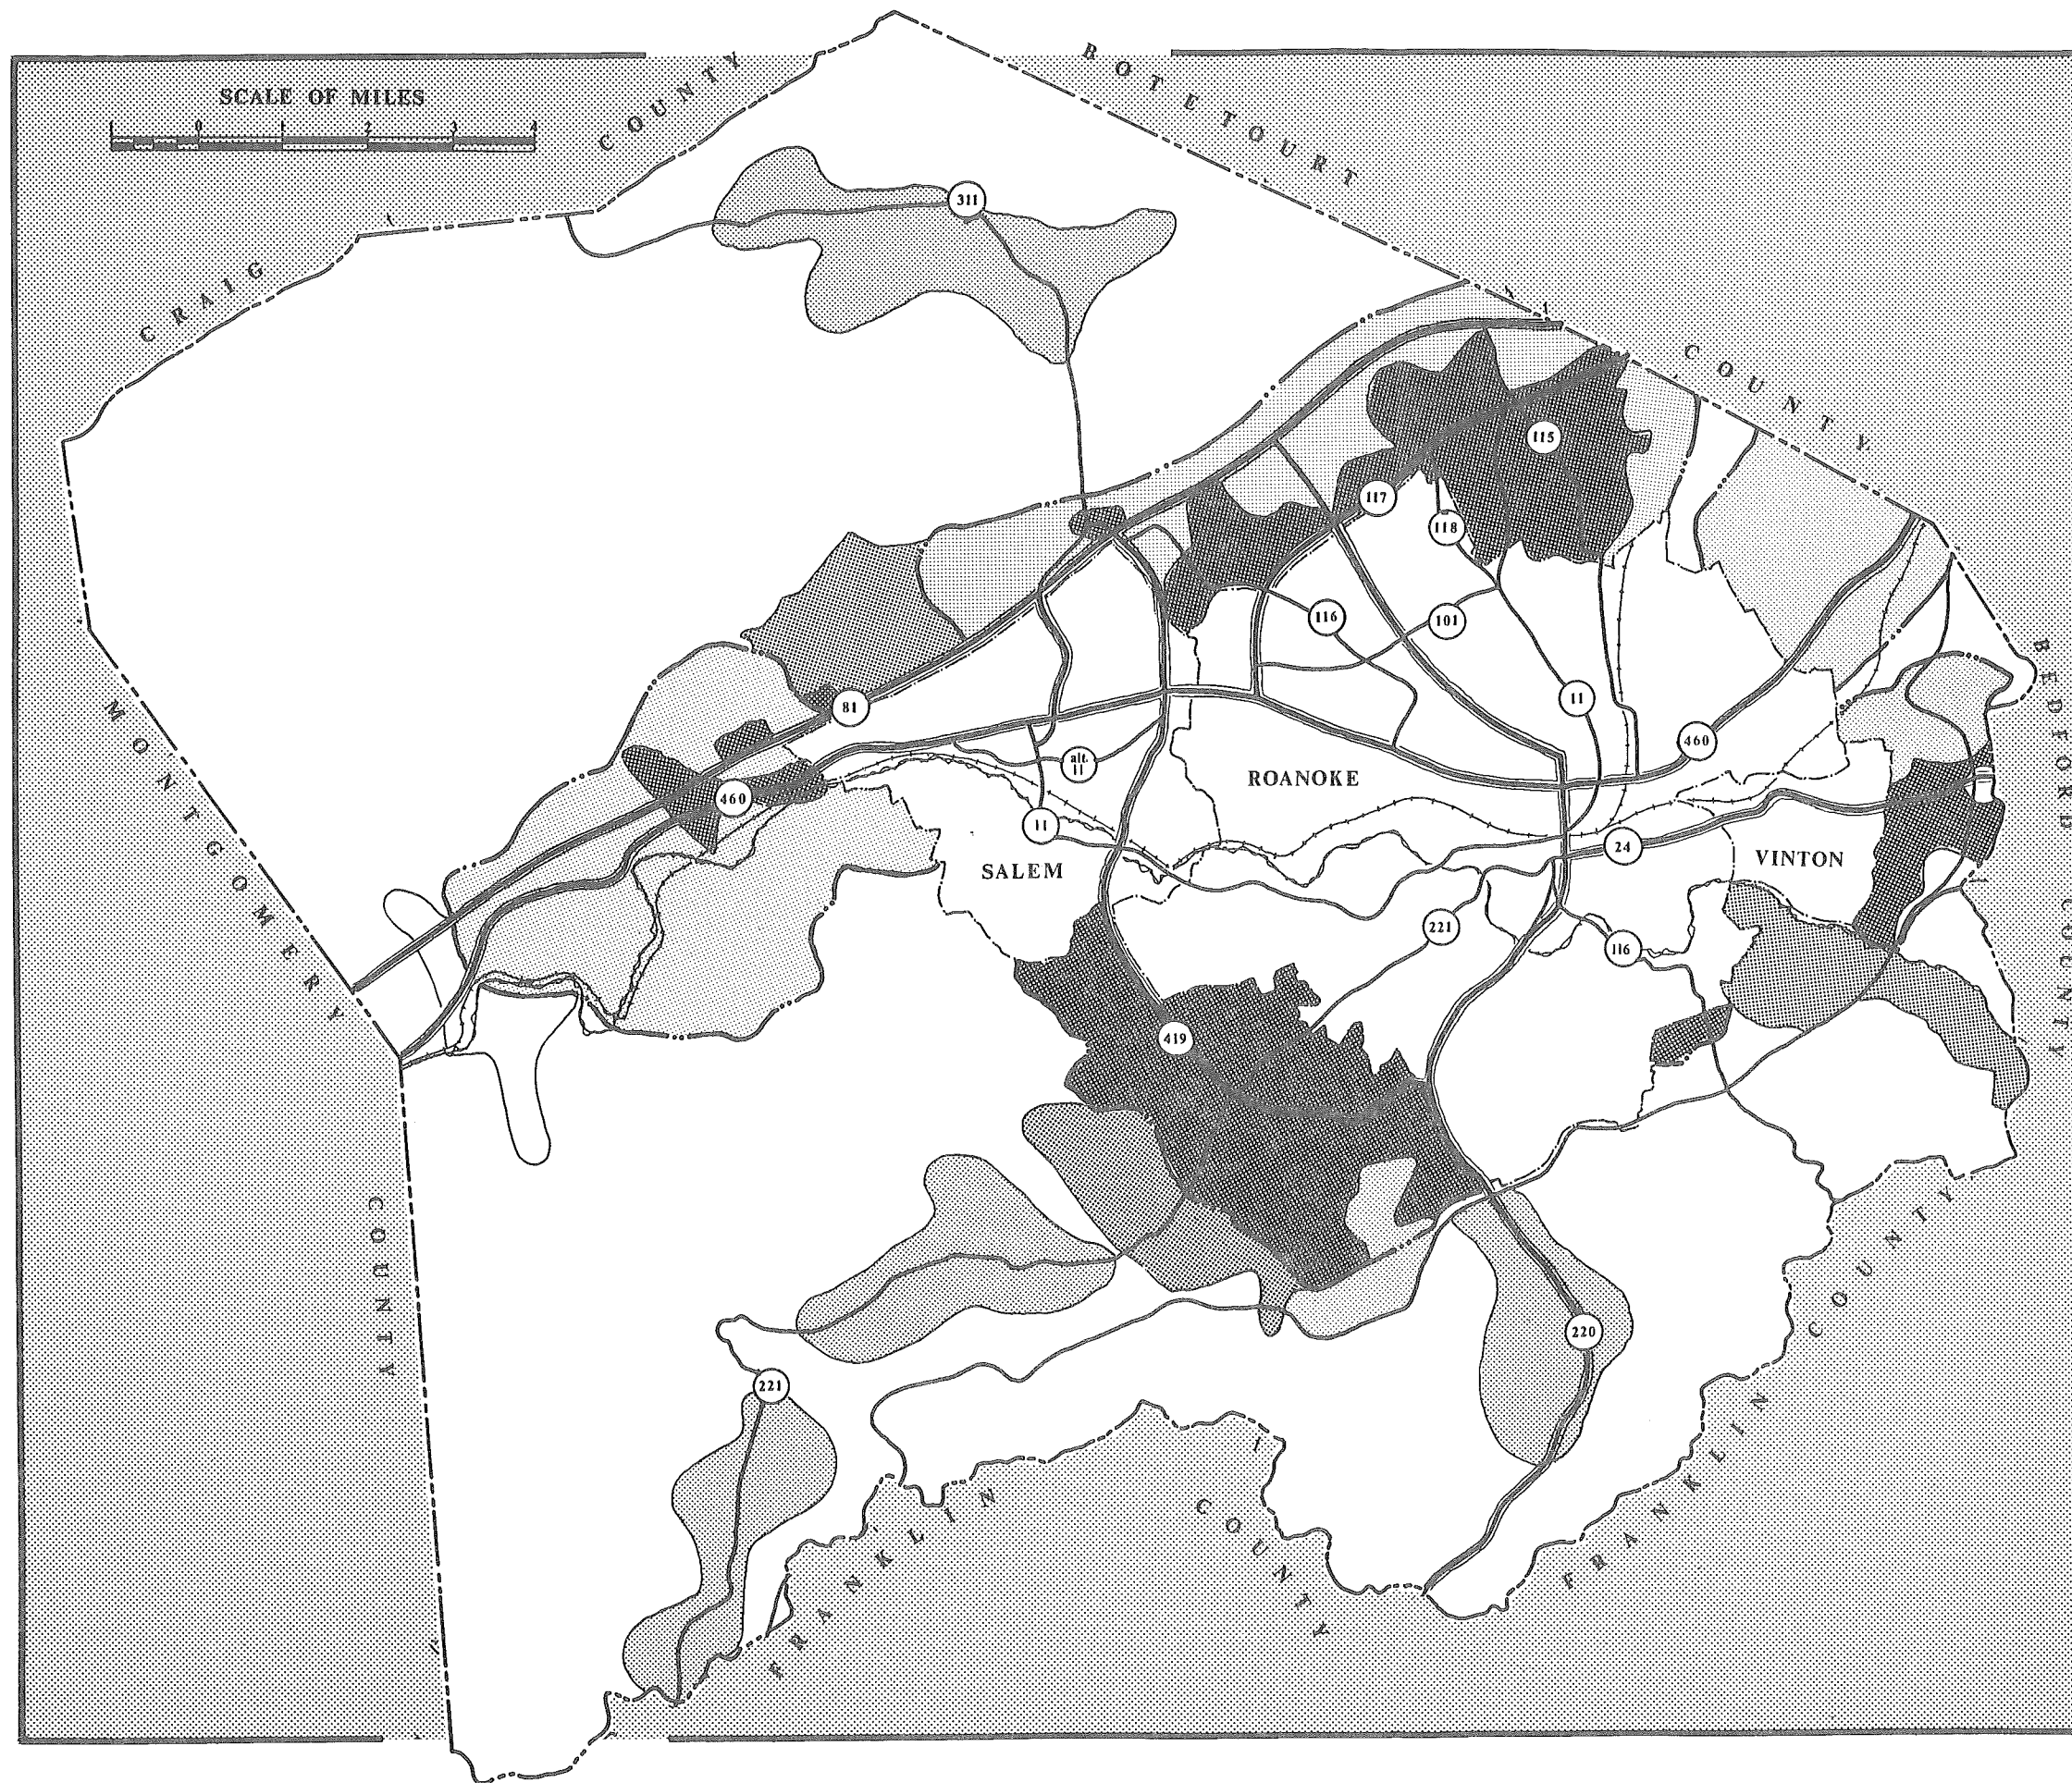 SCALE OF MILES
1 0 1 2 3 4
CRAIG COUNTY
BOTETOURT COUNTY
311
115
117
118
116
101
81
11
460
BEDFORD COUNTY
alt. 11
460
ROANOKE
11
24
SALEM
VINTON
MONTGOMERY COUNTY
221
116
419
220
221
FRANKLIN COUNTY
FRANKLIN COUNTY